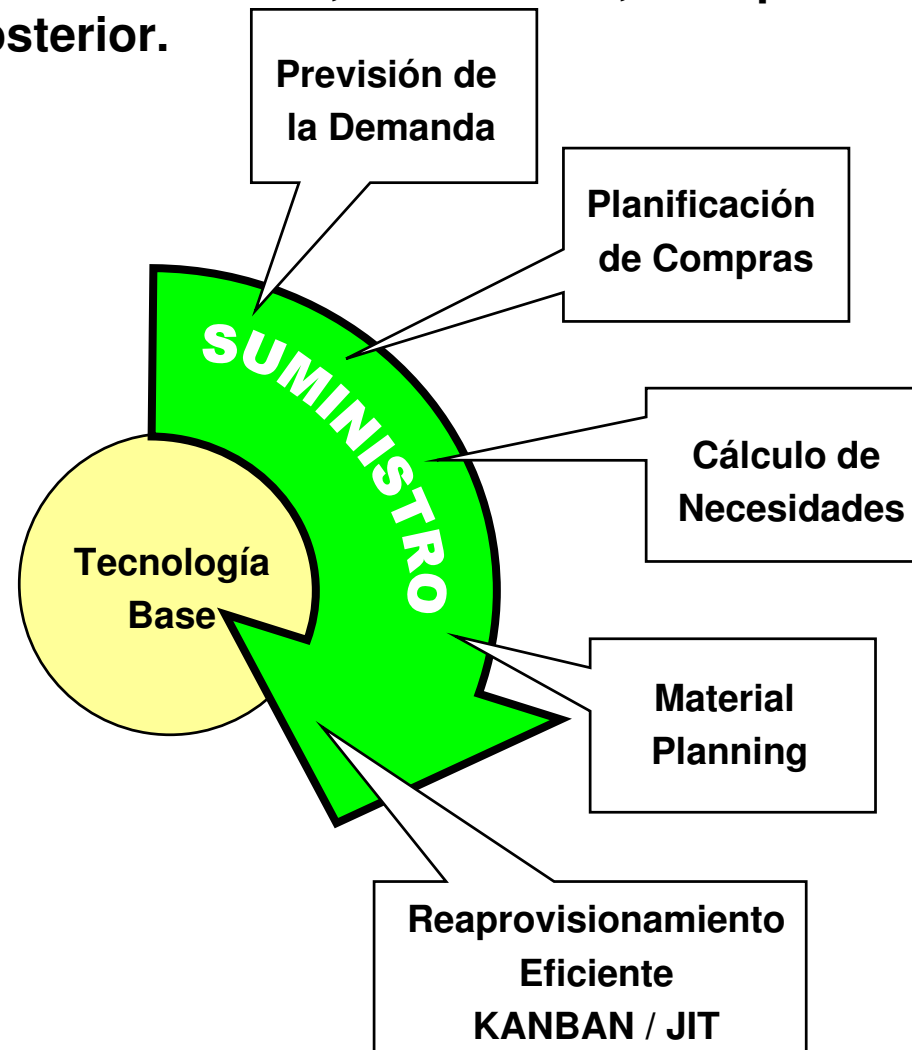 osterior.
Previsión de
la Demanda
Planificación
de Compras
SUMINISTRO
Cálculo de
Necesidades
Tecnología
Base
Material
Planning
Reaprovisionamiento
Eficiente
KANBAN / JIT